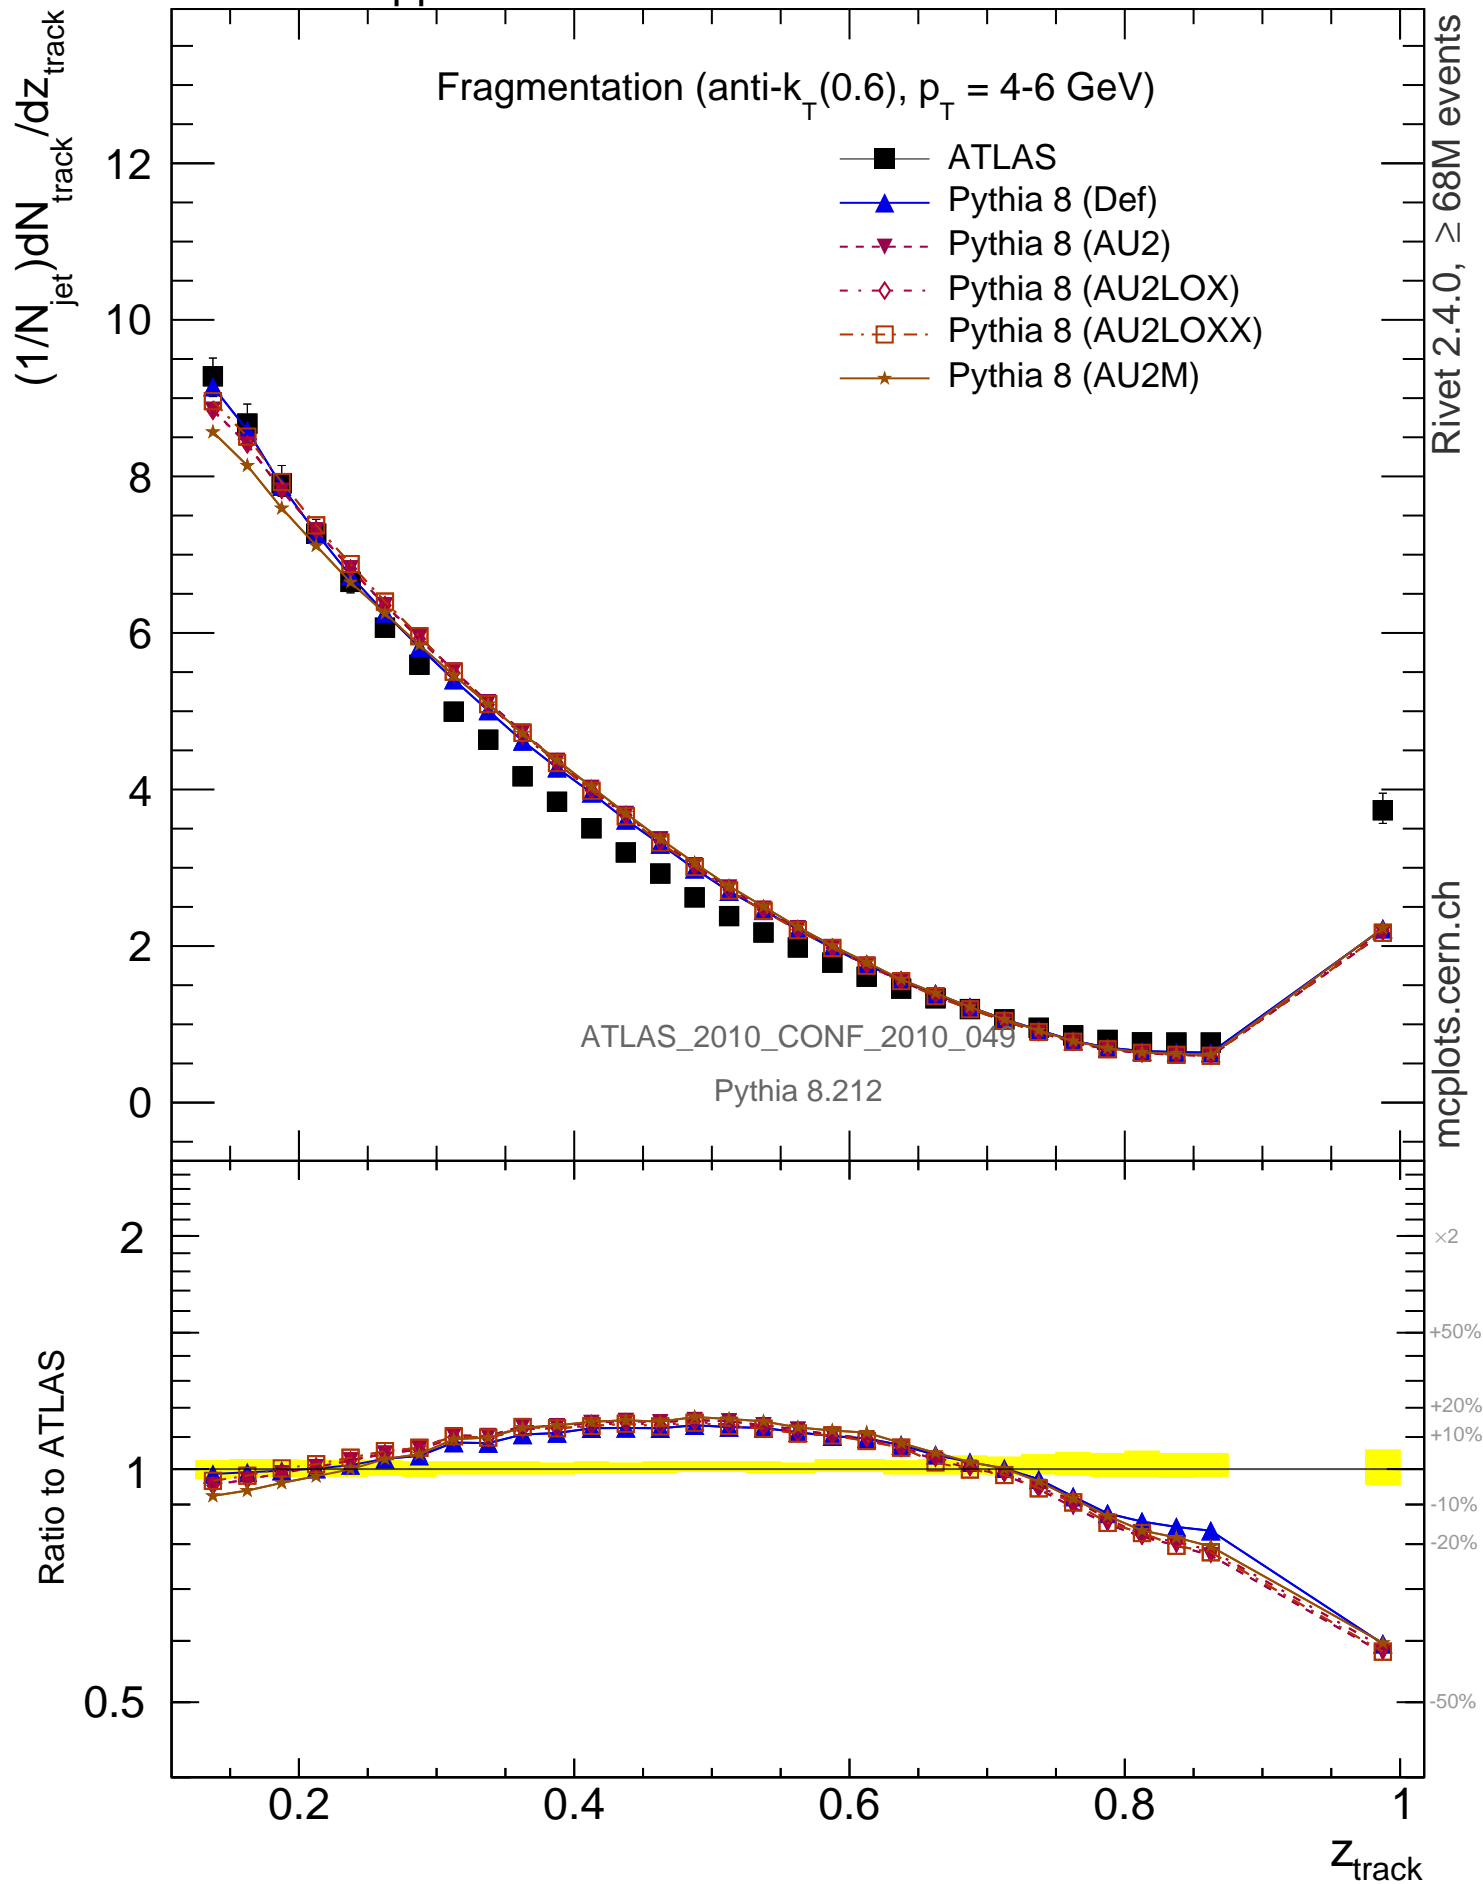 pp
Fragmentation (anti-k_T(0.6), p_T = 4-6 GeV)
(1/N_jet)dN_track/dz_track
ATLAS
Pythia 8 (Def)
Pythia 8 (AU2)
Pythia 8 (AU2LOX)
Pythia 8 (AU2LOXX)
Pythia 8 (AU2M)
12
10
8
6
4
2
0
Rivet 2.4.0, ≥ 68M events
mcplots.cern.ch
ATLAS_2010_CONF_2010_049
Pythia 8.212
Ratio to ATLAS
2
1
0.5
×2
+50%
+20%
+10%
-10%
-20%
-50%
0.2
0.4
0.6
0.8
1
z_track